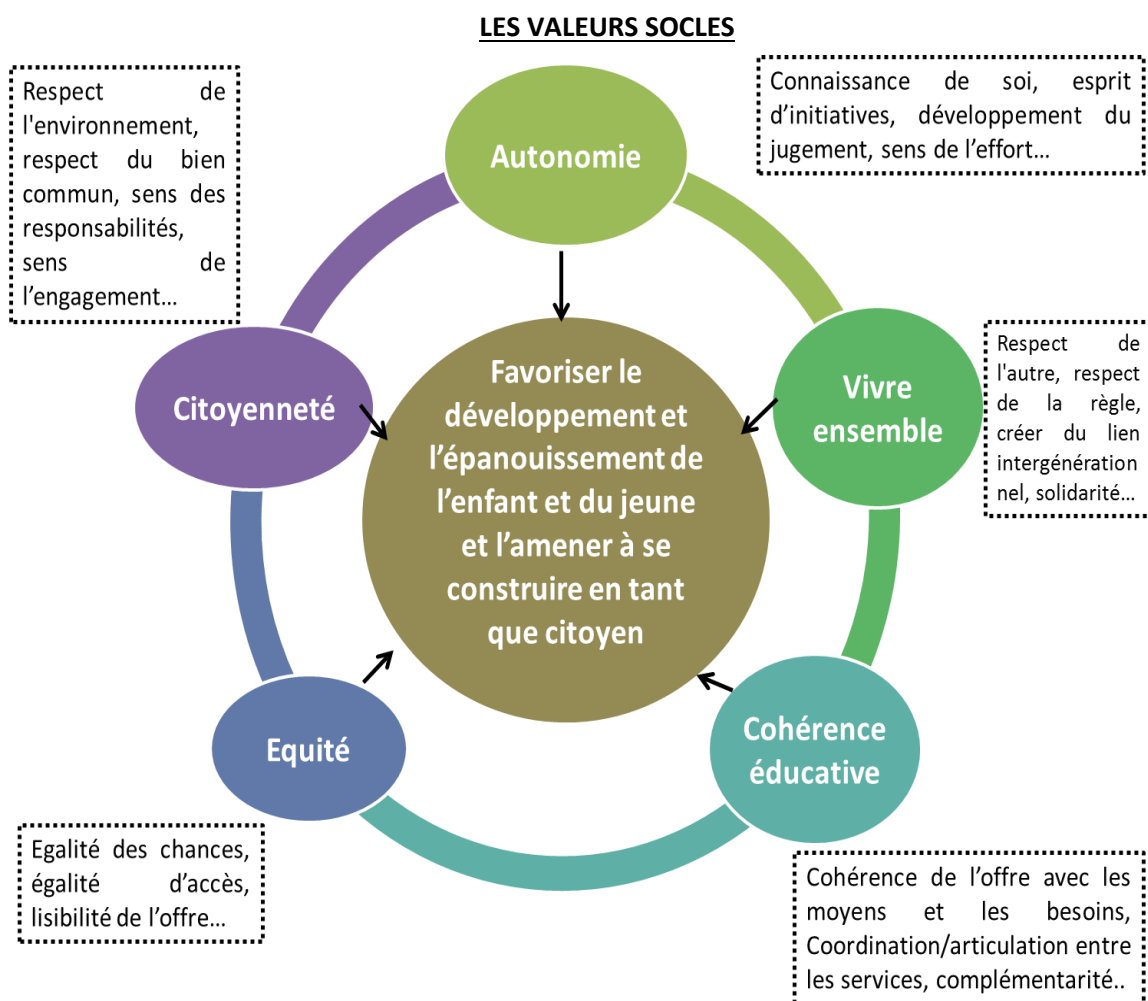 LES VALEURS SOCLES
Respect de
l'environnement,
respect du bien
commun, sens des
responsabilités,
sens de
l’engagement…
Connaissance de soi, esprit
d’initiatives, développement du
jugement, sens de l’effort…
Autonomie
Citoyenneté
Favoriser le
développement et
l’épanouissement de
l’enfant et du jeune
et l’amener à se
construire en tant
que citoyen
Vivre
ensemble
Respect de
l'autre, respect
de la règle,
créer du lien
intergénération
nel, solidarité…
Equité
Cohérence
éducative
Egalité des chances,
égalité d’accès,
lisibilité de l’offre…
Cohérence de l’offre avec les
moyens et les besoins,
Coordination/articulation entre
les services, complémentarité..